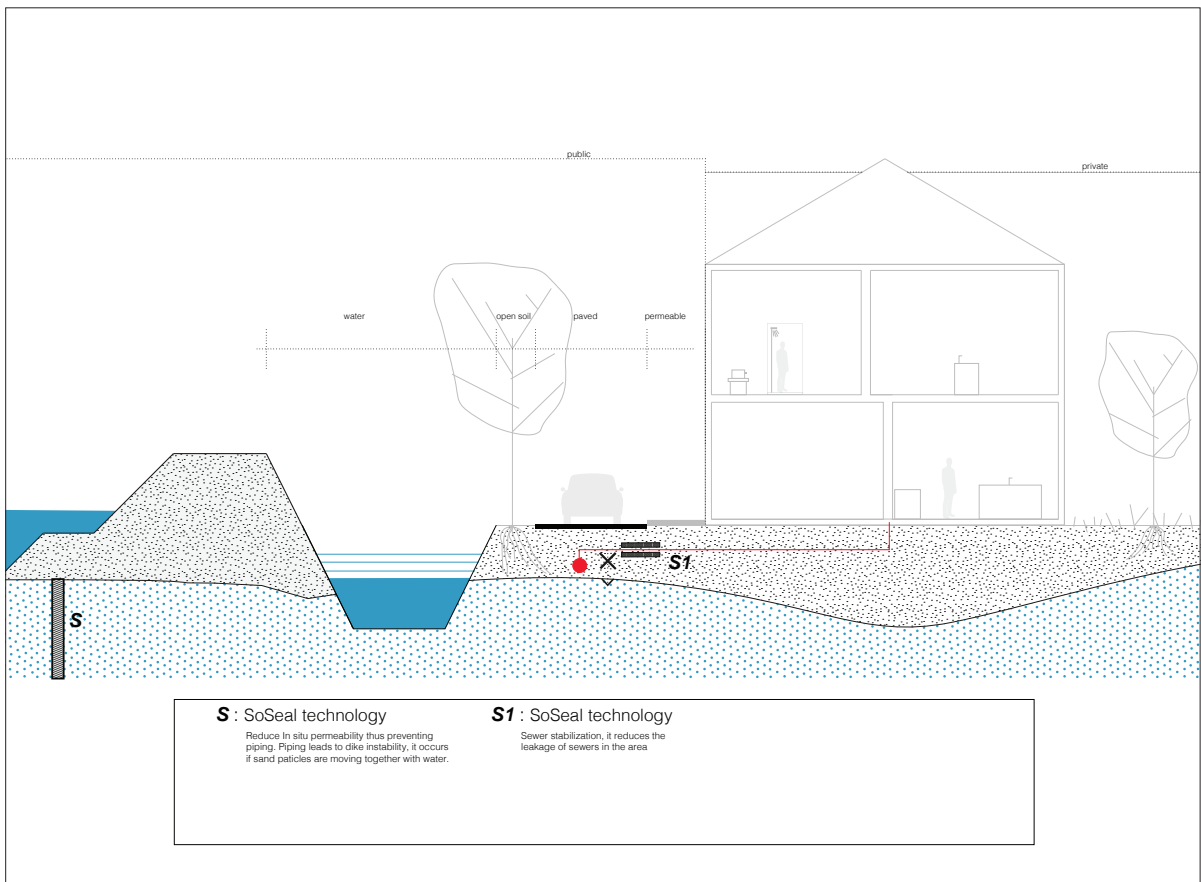 public
private
water
open soil
paved
permeable
S1
S
S : SoSeal technology
Reduce In situ permeability thus preventing
piping. Piping leads to dike instability, it occurs
if sand paticles are moving together with water.
S1 : SoSeal technology
Sewer stabilization, it reduces the
leakage of sewers in the area